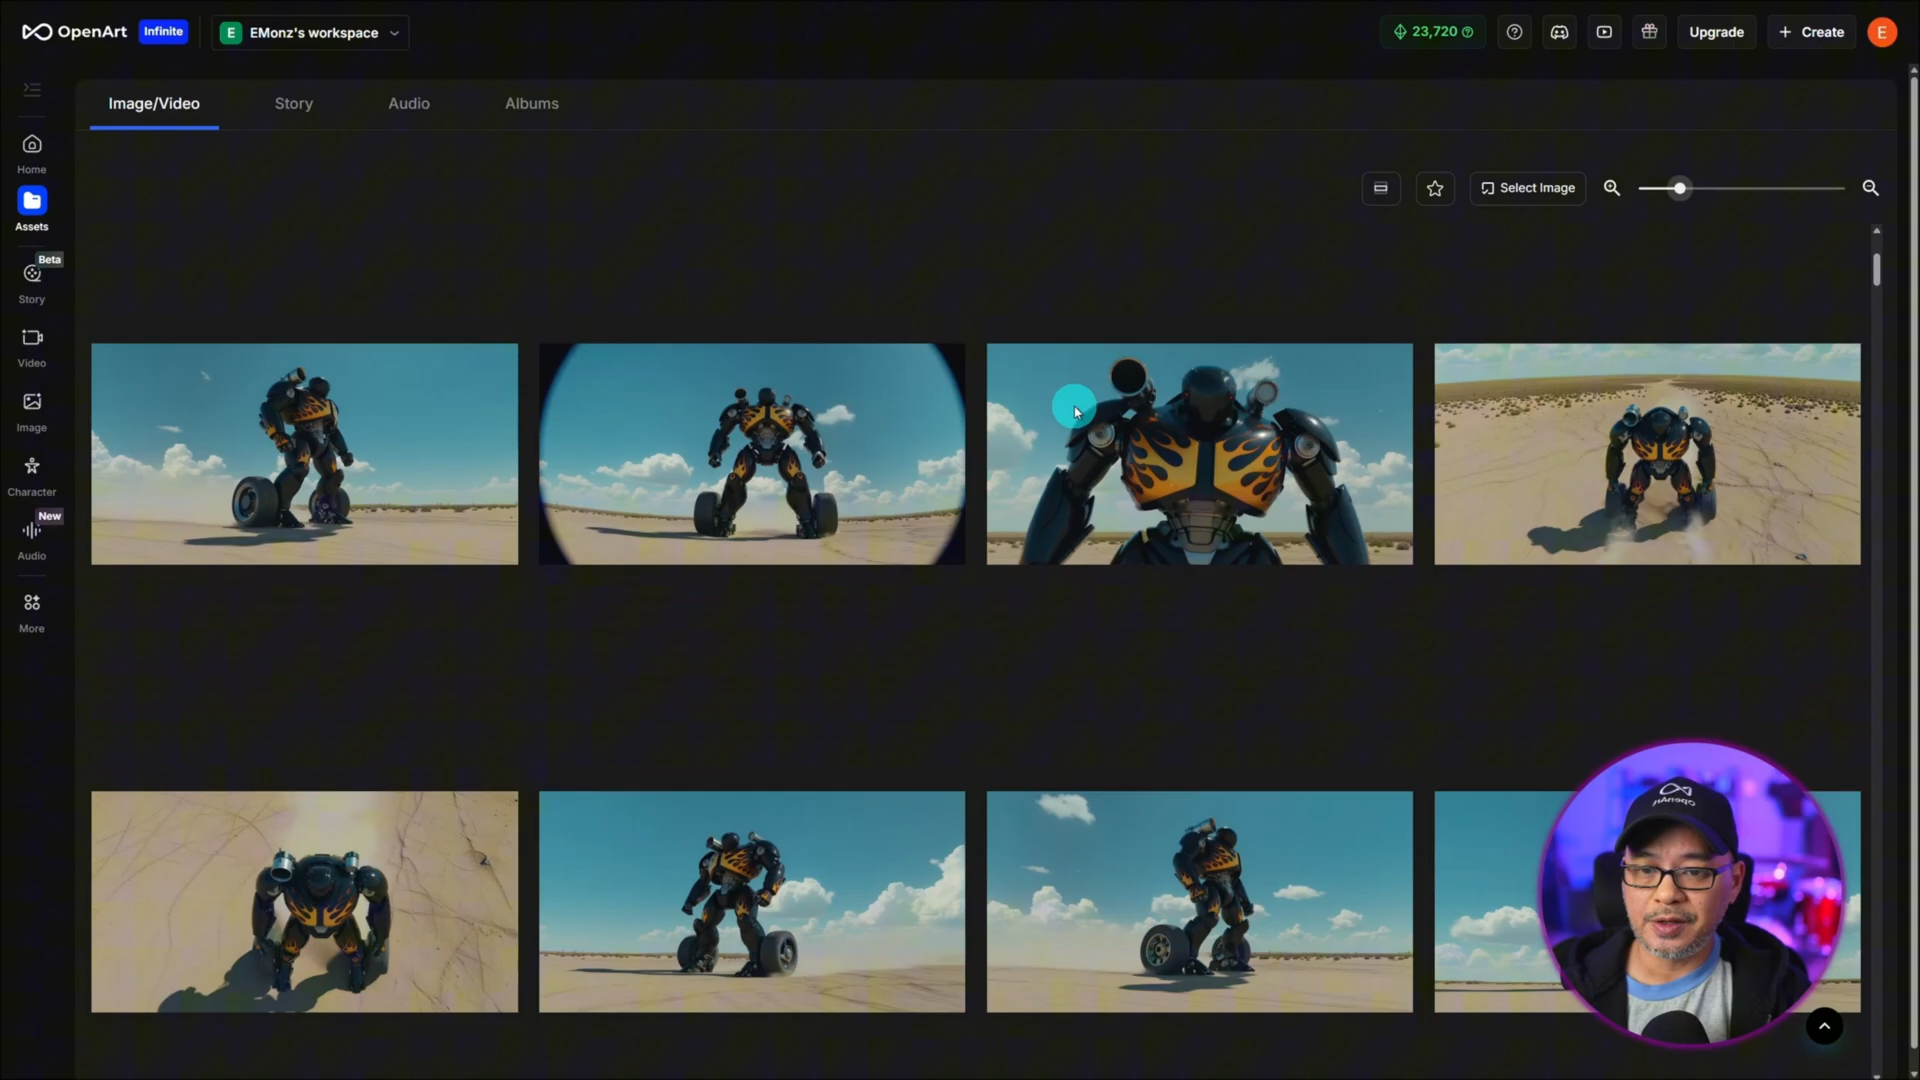 OpenArt Infinite E EMonz's workspace 23,720 Upgrade + Create E
Image/Video Story Audio Albums
Select Image
Home
Assets
Beta
Story
Video
Image
Character
New
Audio
More
OpenArt